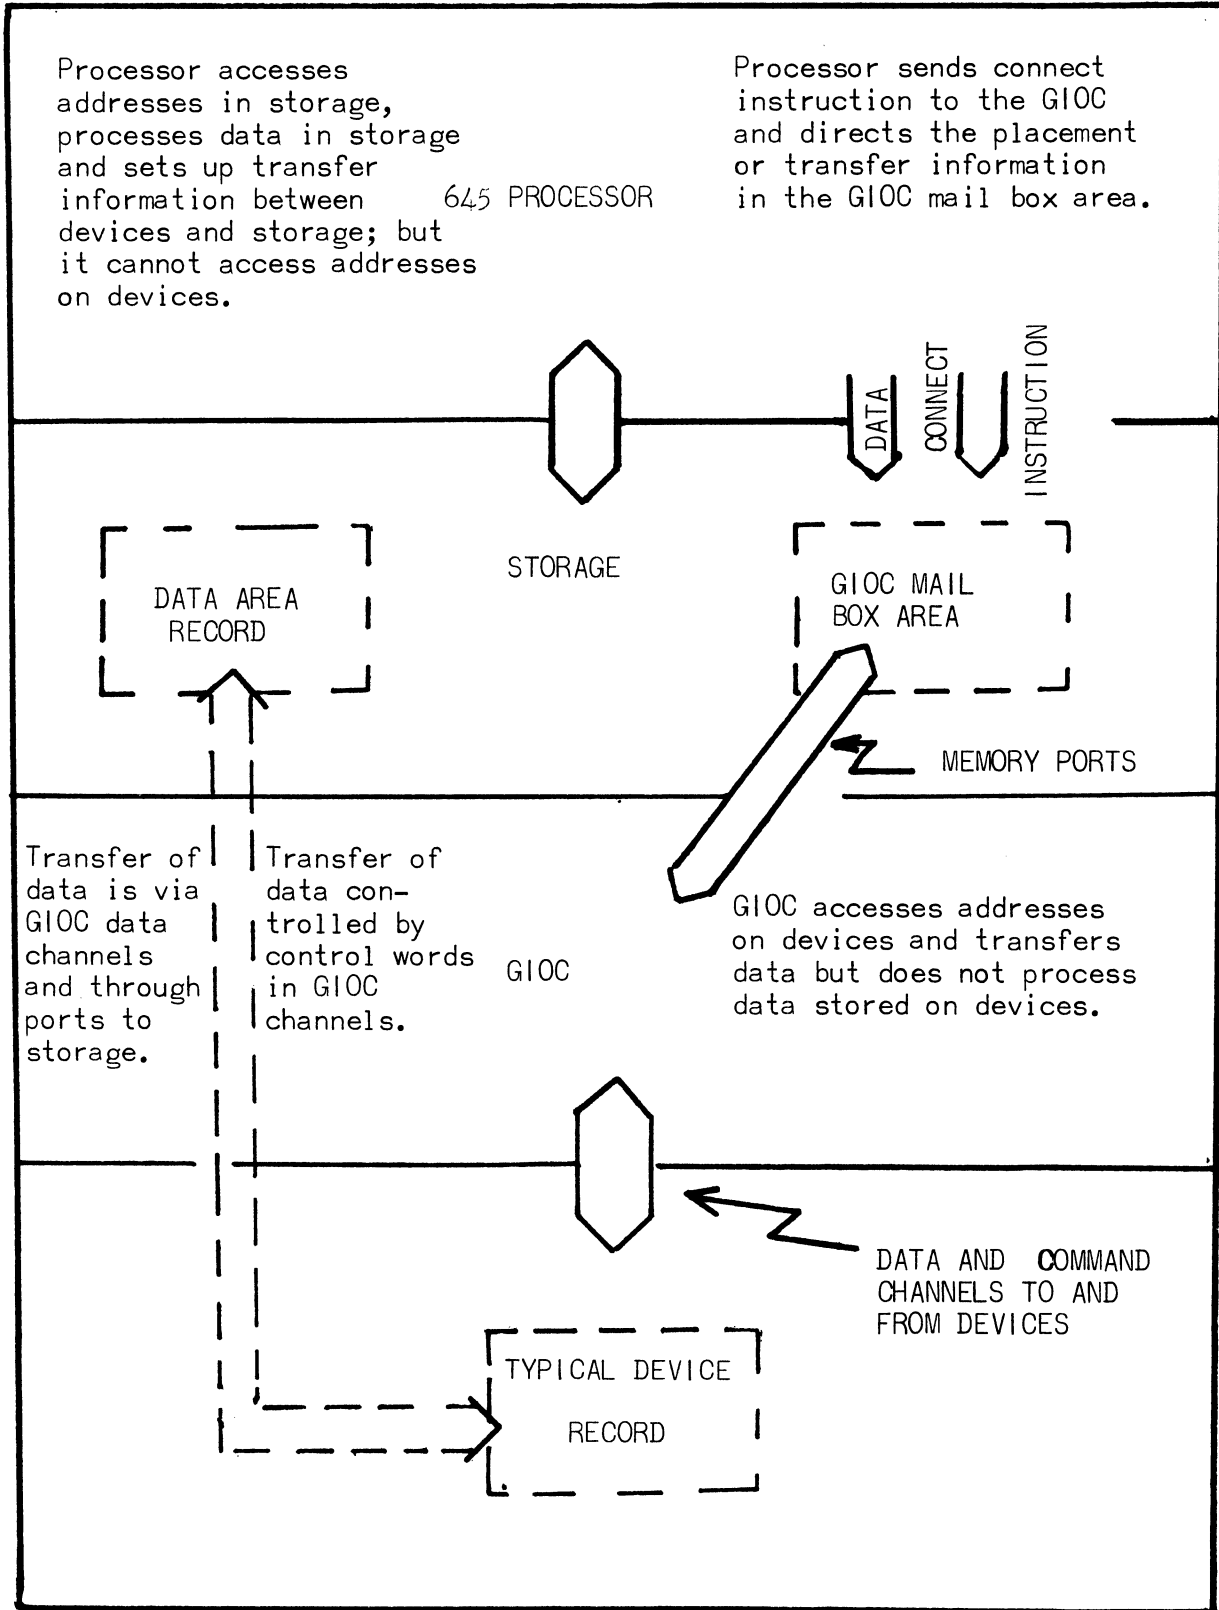 Processor accesses
addresses in storage,
processes data in storage
and sets up transfer
information between
devices and storage; but
it cannot access addresses
on devices.
645 PROCESSOR
Processor sends connect
instruction to the GIOC
and directs the placement
or transfer information
in the GIOC mail box area.
DATA
CONNECT
INSTRUCTION
DATA AREA
RECORD
STORAGE
GIOC MAIL
BOX AREA
MEMORY PORTS
Transfer of
data is via
GIOC data
channels
and through
ports to
storage.
Transfer of
data con-
trolled by
control words
in GIOC
channels.
GIOC
GIOC accesses addresses
on devices and transfers
data but does not process
data stored on devices.
DATA AND COMMAND
CHANNELS TO AND
FROM DEVICES
TYPICAL DEVICE
RECORD